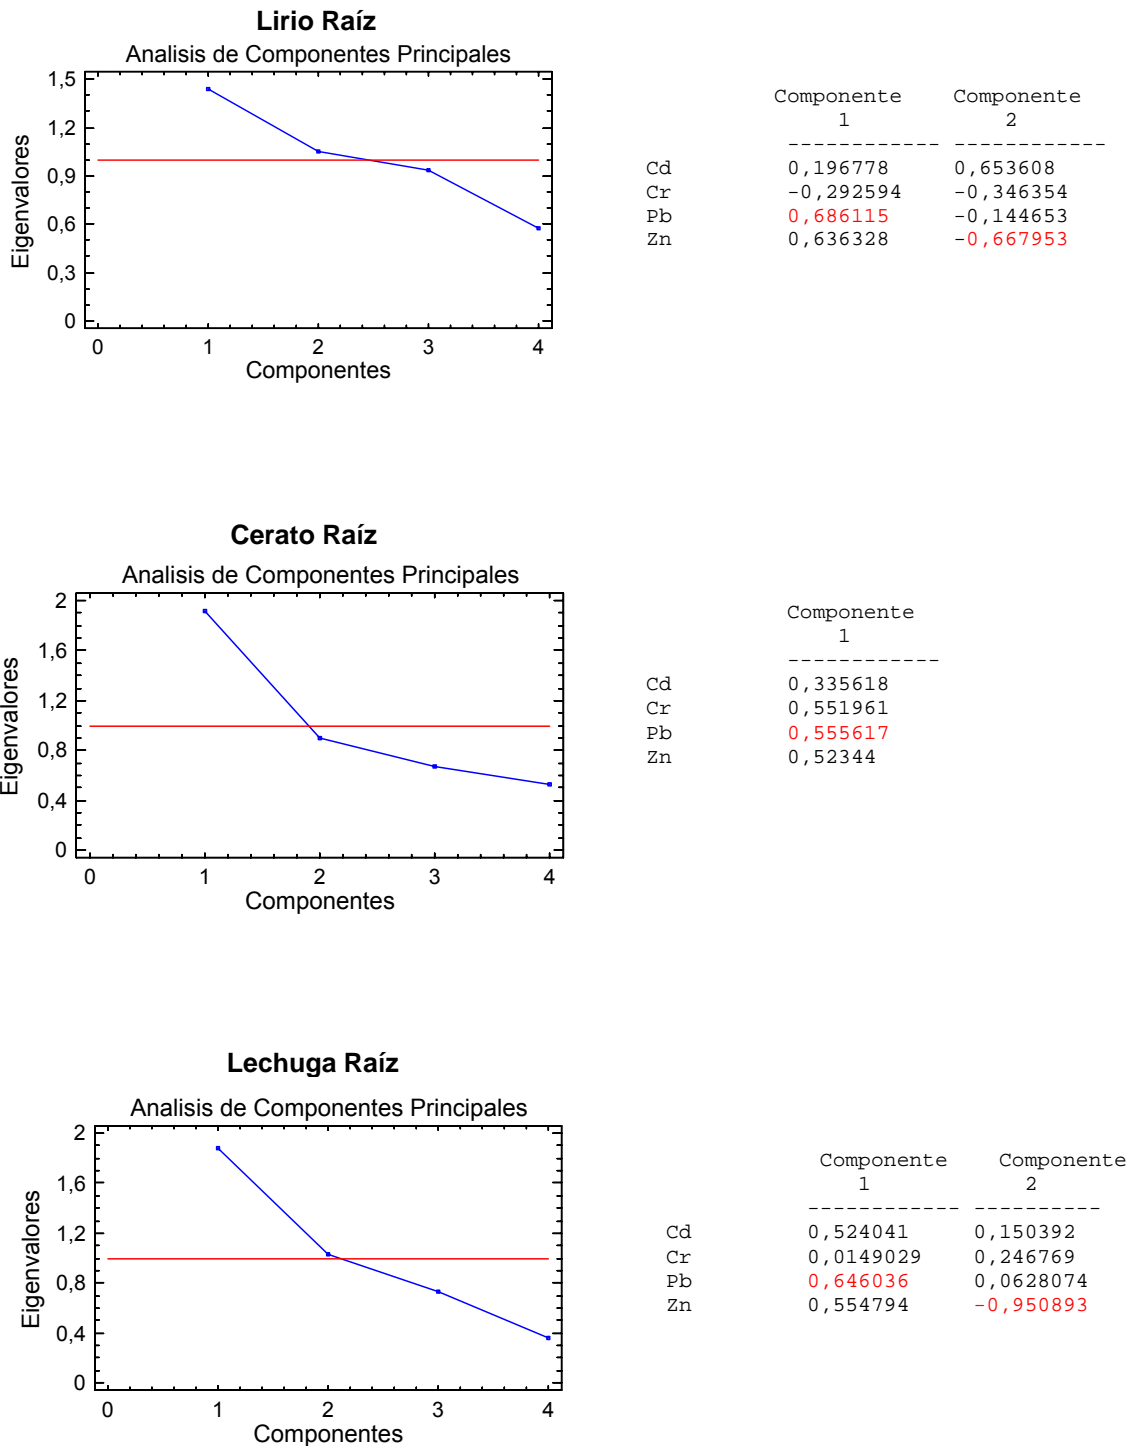 Lirio Raíz
Analisis de Componentes Principales
1,5
1,2
0,9
0,6
0,3
0
Eigenvalores
0 1 2 3 4
Componentes
Componente Componente
1 2
------------ ------------
Cd 0,196778 0,653608
Cr -0,292594 -0,346354
Pb 0,686115 -0,144653
Zn 0,636328 -0,667953
Cerato Raíz
Analisis de Componentes Principales
2
1,6
1,2
0,8
0,4
0
Eigenvalores
0 1 2 3 4
Componentes
Componente
1
------------
Cd 0,335618
Cr 0,551961
Pb 0,555617
Zn 0,52344
Lechuga Raíz
Analisis de Componentes Principales
2
1,6
1,2
0,8
0,4
0
Eigenvalores
0 1 2 3 4
Componentes
Componente Componente
1 2
------------ ----------
Cd 0,524041 0,150392
Cr 0,0149029 0,246769
Pb 0,646036 0,0628074
Zn 0,554794 -0,950893